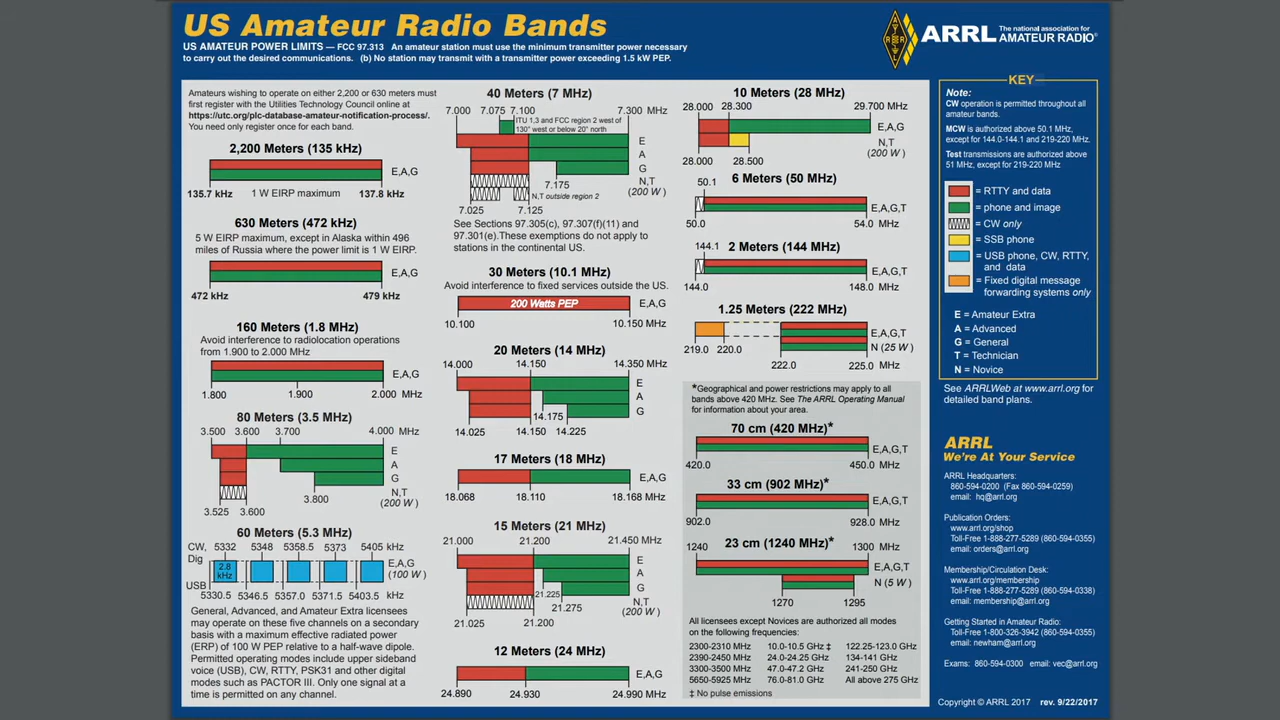 US Amateur Radio Bands
US AMATEUR POWER LIMITS — FCC 97.313 An amateur station must use the minimum transmitter power necessary
to carry out the desired communications. (b) No station may transmit with a transmitter power exceeding 1.5 kW PEP.
ARRL The national association for
AMATEUR RADIO®
Amateurs wishing to operate on either 2,200 or 630 meters must
first register with the Utilities Technology Council online at
https://utc.org/plc-database-amateur-notification-process/.
You need only register once for each band.
2,200 Meters (135 kHz)
E,A,G
135.7 kHz 1 W EIRP maximum 137.8 kHz
630 Meters (472 kHz)
5 W EIRP maximum, except in Alaska within 496
miles of Russia where the power limit is 1 W EIRP.
E,A,G
472 kHz 479 kHz
160 Meters (1.8 MHz)
Avoid interference to radiolocation operations
from 1.900 to 2.000 MHz
E,A,G
1.800 1.900 2.000 MHz
80 Meters (3.5 MHz)
3.500 3.600 3.700 4.000 MHz
E
A
G
N,T
(200 W)
3.800
3.525 3.600
60 Meters (5.3 MHz)
CW, Dig 5332 5348 5358.5 5373 5405 kHz
2.8 kHz
E,A,G
(100 W)
USB 5330.5 5346.5 5357.0 5371.5 5403.5 kHz
General, Advanced, and Amateur Extra licensees
may operate on these five channels on a secondary
basis with a maximum effective radiated power
(ERP) of 100 W PEP relative to a half-wave dipole.
Permitted operating modes include upper sideband
voice (USB), CW, RTTY, PSK31 and other digital
modes such as PACTOR III. Only one signal at a
time is permitted on any channel.
40 Meters (7 MHz)
7.000 7.075 7.100 7.300 MHz
ITU 1,3 and FCC region 2 west of
130° west or below 20° north
E
A
G
N,T
(200 W)
7.175
N,T outside region 2
7.025 7.125
See Sections 97.305(c), 97.307(f)(11) and
97.301(e).These exemptions do not apply to
stations in the continental US.
30 Meters (10.1 MHz)
Avoid interference to fixed services outside the US.
200 Watts PEP E,A,G
10.100 10.150 MHz
20 Meters (14 MHz)
14.000 14.150 14.350 MHz
E
A
G
14.175
14.025 14.150 14.225
17 Meters (18 MHz)
E,A,G
18.068 18.110 18.168 MHz
15 Meters (21 MHz)
21.000 21.200 21.450 MHz
E
A
G
N,T
(200 W)
21.225
21.275
21.025 21.200
12 Meters (24 MHz)
E,A,G
24.890 24.930 24.990 MHz
10 Meters (28 MHz)
28.000 28.300 29.700 MHz
E,A,G
N,T
(200 W)
28.000 28.500
6 Meters (50 MHz)
50.1
E,A,G,T
50.0 54.0 MHz
2 Meters (144 MHz)
144.1
E,A,G,T
144.0 148.0 MHz
1.25 Meters (222 MHz)
E,A,G,T
N (25 W)
219.0 220.0
222.0 225.0 MHz
*Geographical and power restrictions may apply to all
bands above 420 MHz. See The ARRL Operating Manual
for information about your area.
70 cm (420 MHz)*
E,A,G,T
420.0 450.0 MHz
33 cm (902 MHz)*
E,A,G,T
902.0 928.0 MHz
23 cm (1240 MHz)*
1240 1300 MHz
E,A,G,T
N (5 W)
1270 1295
All licensees except Novices are authorized all modes
on the following frequencies:
2300-2310 MHz 10.0-10.5 GHz ‡ 122.25-123.0 GHz
2390-2450 MHz 24.0-24.25 GHz 134-141 GHz
3300-3500 MHz 47.0-47.2 GHz 241-250 GHz
5650-5925 MHz 76.0-81.0 GHz All above 275 GHz
‡ No pulse emissions
KEY
Note:
CW operation is permitted throughout all
amateur bands.
MCW is authorized above 50.1 MHz,
except for 144.0-144.1 and 219-220 MHz
Test transmissions are authorized above
51 MHz, except for 219-220 MHz
= RTTY and data
= phone and image
= CW only
= SSB phone
= USB phone, CW, RTTY,
and data
= Fixed digital message
forwarding systems only
E = Amateur Extra
A = Advanced
G = General
T = Technician
N = Novice
See ARRLWeb at www.arrl.org for
detailed band plans.
ARRL
We're At Your Service
ARRL Headquarters:
860-594-0200 (Fax 860-594-0259)
email: hq@arrl.org
Publication Orders:
www.arrl.org/shop
Toll-Free 1-888-277-5289 (860-594-0355)
email: orders@arrl.org
Membership/Circulation Desk:
www.arrl.org/membership
Toll-Free 1-888-277-5289 (860-594-0338)
email: membership@arrl.org
Getting Started in Amateur Radio:
Toll-Free 1-800-326-3942 (860-594-0355)
email: newham@arrl.org
Exams: 860-594-0300 email: vec@arrl.org
Copyright © ARRL 2017 rev. 9/22/2017